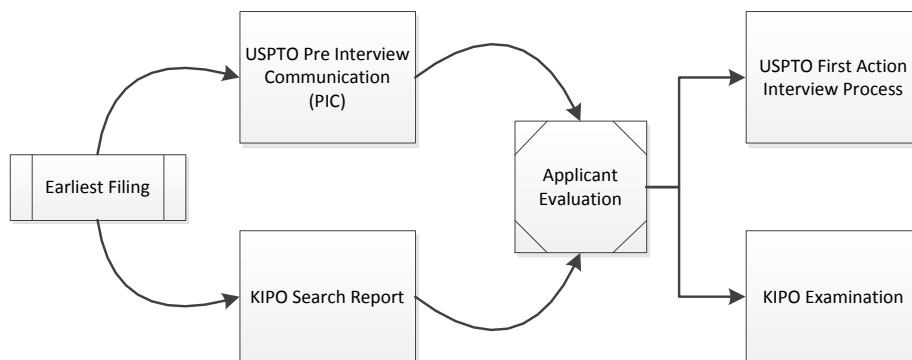 USPTO Pre Interview
Communication
(PIC)
USPTO First Action
Interview Process
Earliest Filing
Applicant
Evaluation
KIPO Search Report
KIPO Examination